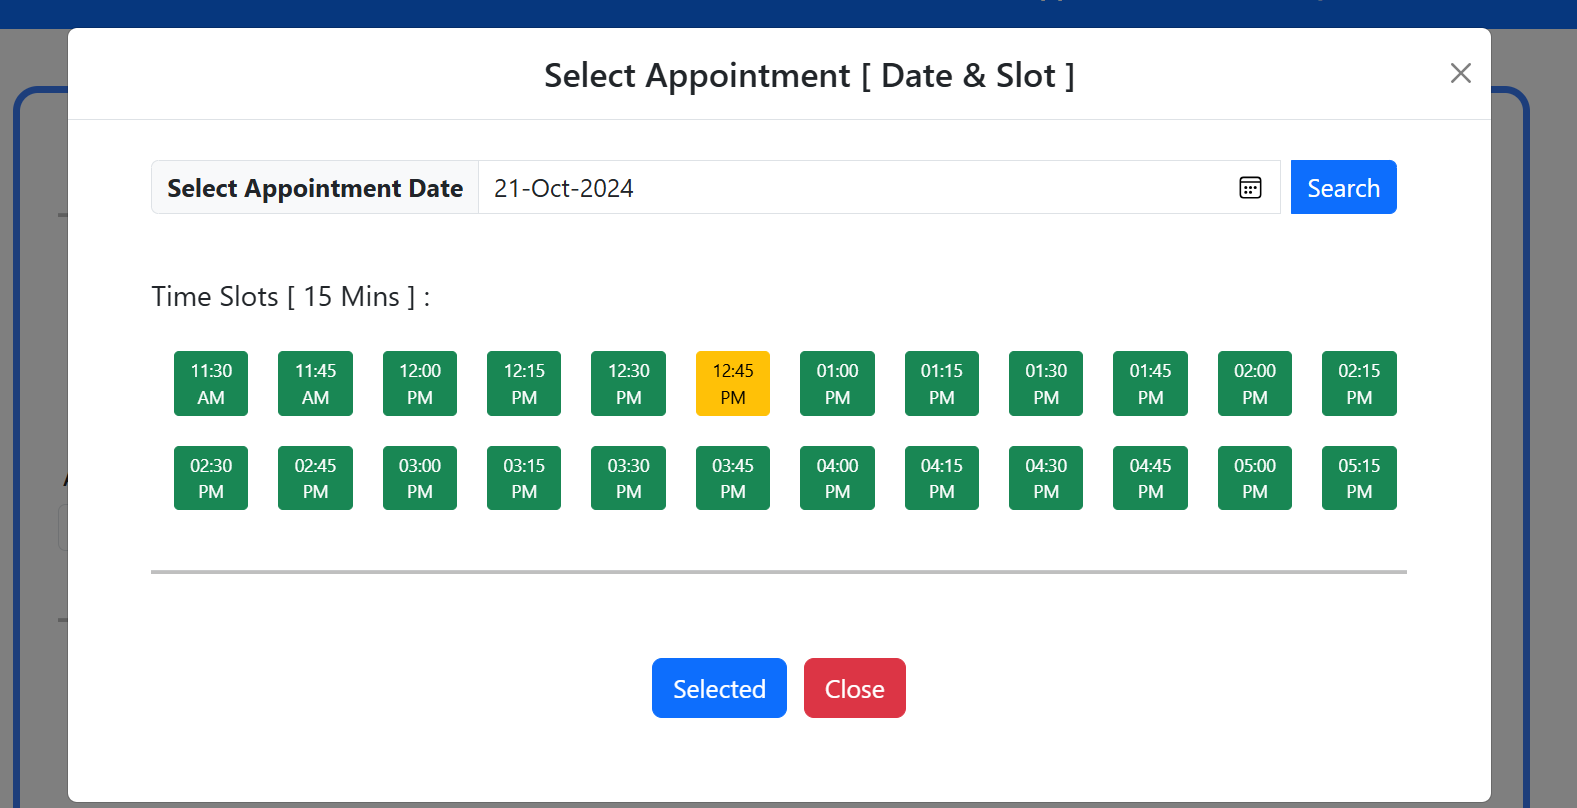 Select Appointment [ Date & Slot ]
Select Appointment Date 21-Oct-2024 Search
Time Slots [ 15 Mins ] :
11:30 AM
11:45 AM
12:00 PM
12:15 PM
12:30 PM
12:45 PM
01:00 PM
01:15 PM
01:30 PM
01:45 PM
02:00 PM
02:15 PM
02:30 PM
02:45 PM
03:00 PM
03:15 PM
03:30 PM
03:45 PM
04:00 PM
04:15 PM
04:30 PM
04:45 PM
05:00 PM
05:15 PM
Selected Close